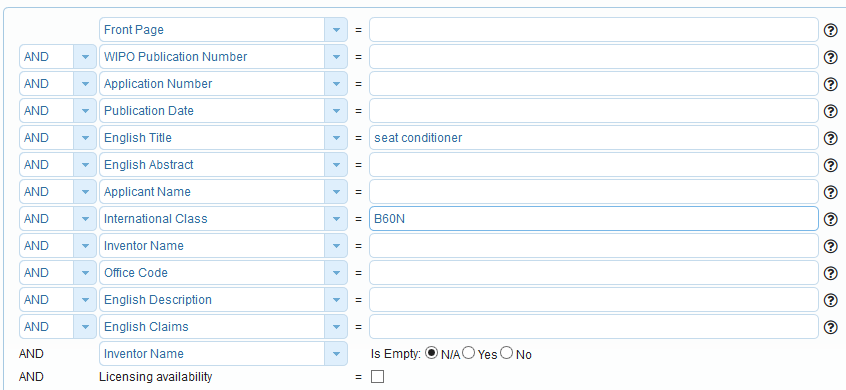 Front Page =
AND WIPO Publication Number =
AND Application Number =
AND Publication Date =
AND English Title = seat conditioner
AND English Abstract =
AND Applicant Name =
AND International Class = B60N
AND Inventor Name =
AND Office Code =
AND English Description =
AND English Claims =
AND Inventor Name Is Empty: N/A Yes No
AND Licensing availability =